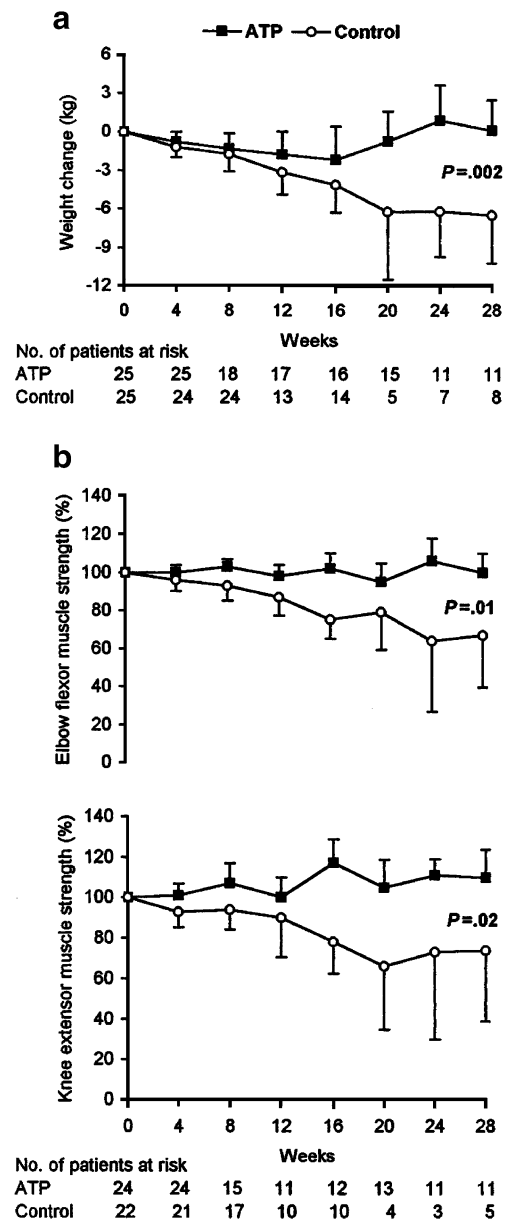 a
ATP Control
6
3
0
-3
-6
-9
-12
Weight change (kg)
P=.002
0 4 8 12 16 20 24 28
Weeks
No. of patients at risk
ATP 25 25 18 17 16 15 11 11
Control 25 24 24 13 14 5 7 8
b
140
120
100
80
60
40
20
0
Elbow flexor muscle strength (%)
P=.01
140
120
100
80
60
40
20
0
Knee extensor muscle strength (%)
P=.02
0 4 8 12 16 20 24 28
Weeks
No. of patients at risk
ATP 24 24 15 11 12 13 11 11
Control 22 21 17 10 10 4 3 5